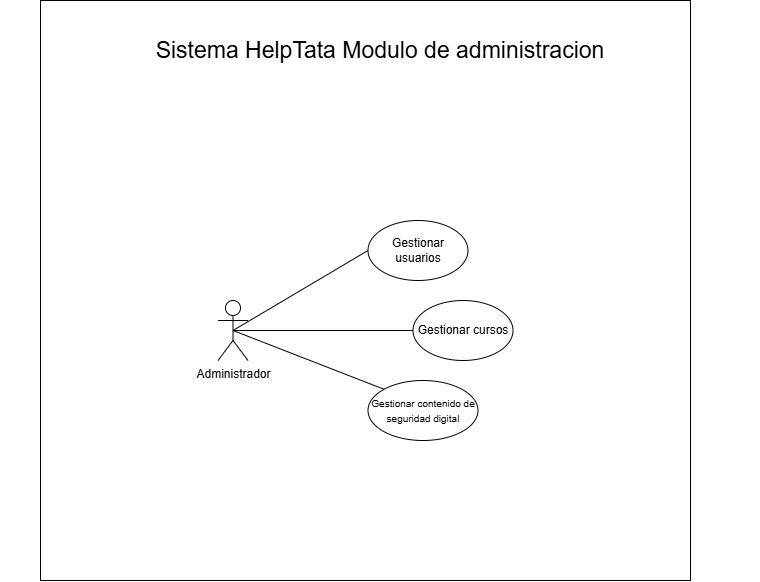 Sistema HelpTata Modulo de administracion
Gestionar
usuarios
Gestionar cursos
Administrador
Gestionar contenido de
seguridad digital